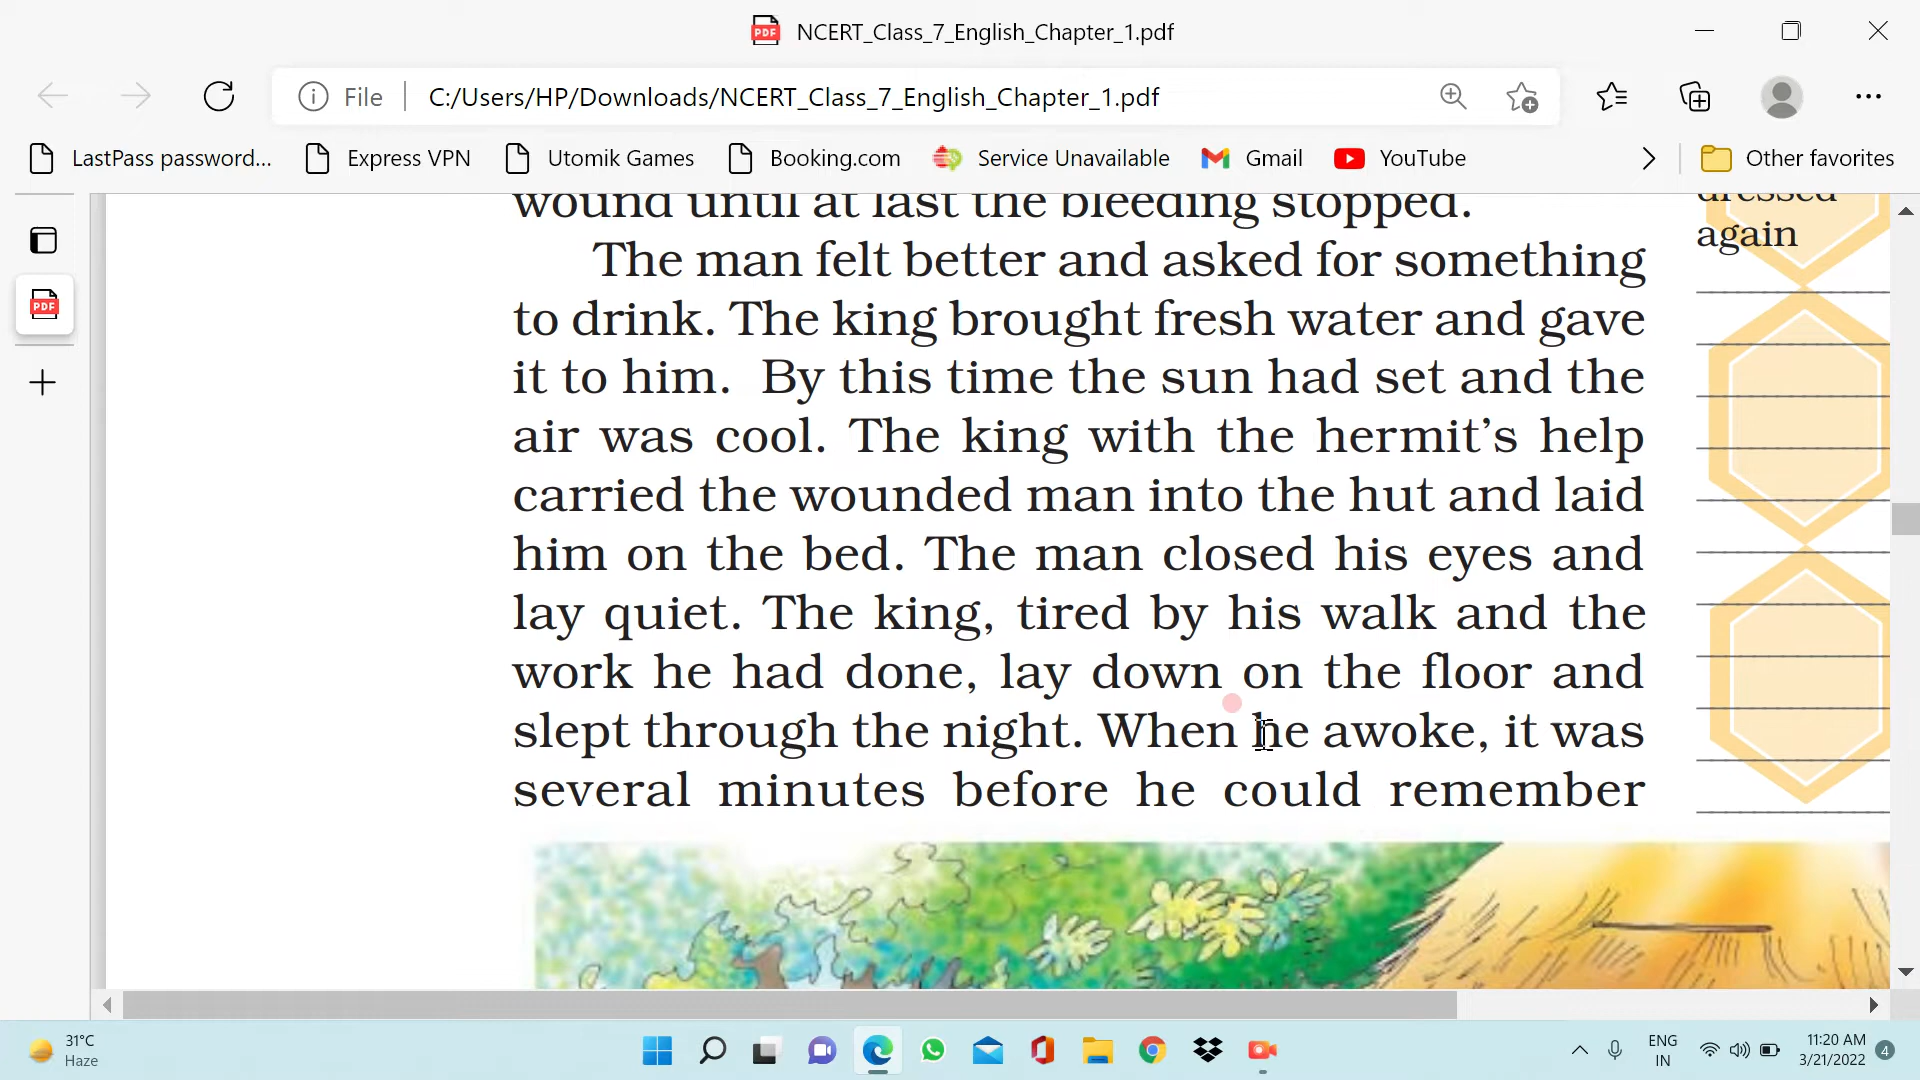 NCERT_Class_7_English_Chapter_1.pdf
File C:/Users/HP/Downloads/NCERT_Class_7_English_Chapter_1.pdf
LastPass password... Express VPN Utomik Games Booking.com Service Unavailable Gmail YouTube Other favorites
wound until at last the bleeding stopped.
The man felt better and asked for something
to drink. The king brought fresh water and gave
it to him. By this time the sun had set and the
air was cool. The king with the hermit's help
carried the wounded man into the hut and laid
him on the bed. The man closed his eyes and
lay quiet. The king, tired by his walk and the
work he had done, lay down on the floor and
slept through the night. When he awoke, it was
several minutes before he could remember
dressed
again
31°C
Haze
ENG
IN
11:20 AM
3/21/2022
4